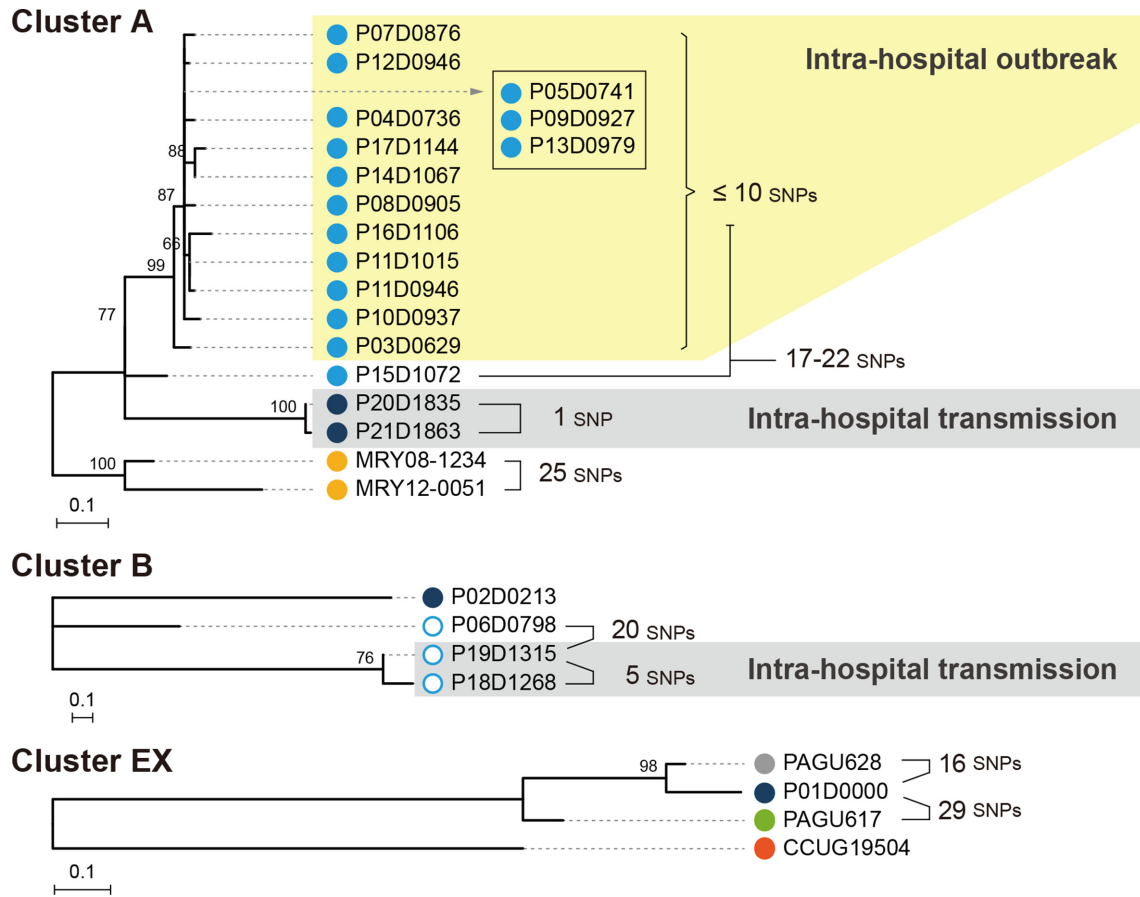 Cluster A
P07D0876
Intra-hospital outbreak
P12D0946
P05D0741
P09D0927
P13D0979
P04D0736
88
P17D1144
P14D1067
87
≤ 10 SNPs
P08D0905
66
P16D1106
99
P11D1015
P11D0946
77
P10D0937
P03D0629
17-22 SNPs
P15D1072
100
P20D1835
1 SNP
Intra-hospital transmission
P21D1863
100
MRY08-1234
25 SNPs
MRY12-0051
0.1
Cluster B
P02D0213
P06D0798
20 SNPs
76
P19D1315
5 SNPs
Intra-hospital transmission
P18D1268
0.1
Cluster EX
98
PAGU628
16 SNPs
P01D0000
29 SNPs
PAGU617
CCUG19504
0.1